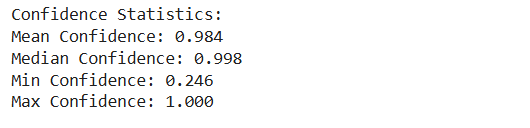 Confidence Statistics:
Mean Confidence: 0.984
Median Confidence: 0.998
Min Confidence: 0.246
Max Confidence: 1.000